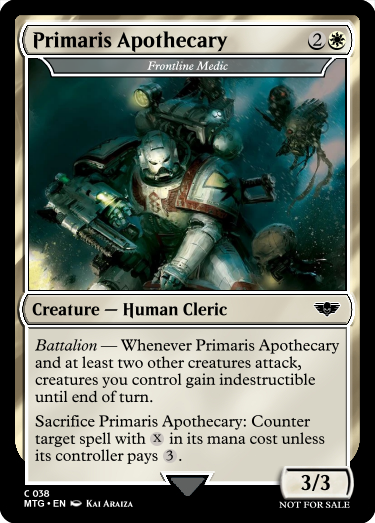 Primaris Apothecary 2
Frontline Medic
Creature — Human Cleric
Battalion — Whenever Primaris Apothecary
and at least two other creatures attack,
creatures you control gain indestructible
until end of turn.
Sacrifice Primaris Apothecary: Counter
target spell with X in its mana cost unless
its controller pays 3 .
3/3
C 038
MTG • EN Kai Araiza
NOT FOR SALE